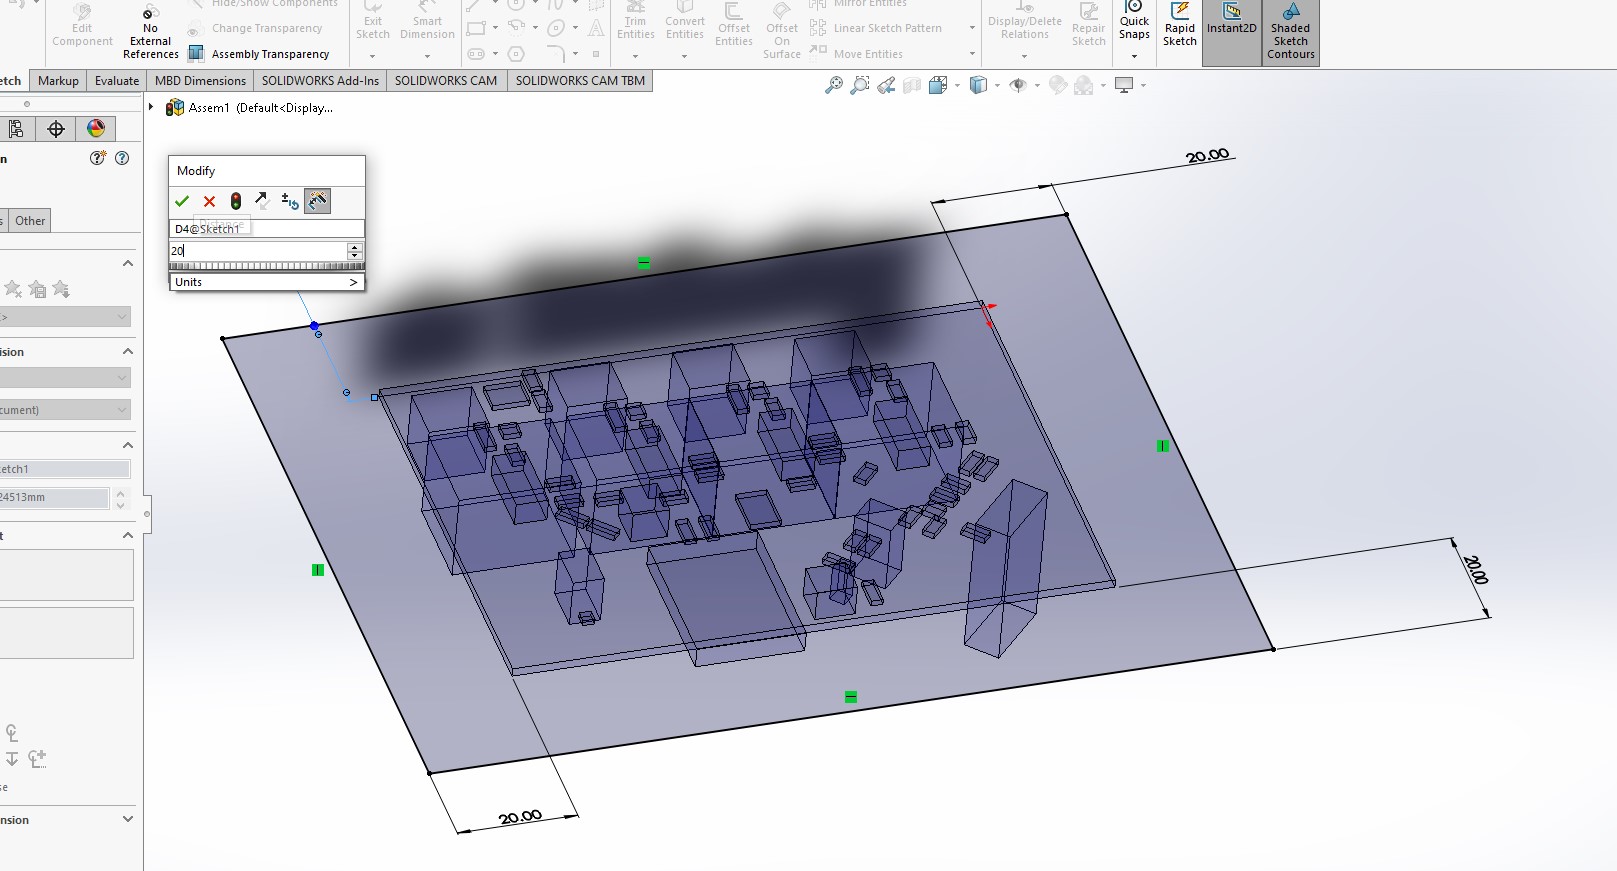 Hide/Show Components
Mirror Entities
Edit
Component
No
External
References
Change Transparency
Assembly Transparency
Exit
Sketch
Smart
Dimension
Trim
Entities
Convert
Entities
Offset
Entities
Offset
On
Surface
Linear Sketch Pattern
Move Entities
Display/Delete
Relations
Repair
Sketch
Quick
Snaps
Rapid
Sketch
Instant2D
Shaded
Sketch
Contours
etch
Markup
Evaluate
MBD Dimensions
SOLIDWORKS Add-Ins
SOLIDWORKS CAM
SOLIDWORKS CAM TBM
Assem1 (Default<Display...
n
Modify
20.00
s
Other
Distance
D4@Sketch1
20
Units >
>
ision
cument)
etch1
24513mm
t
20.00
se
nsion
20.00